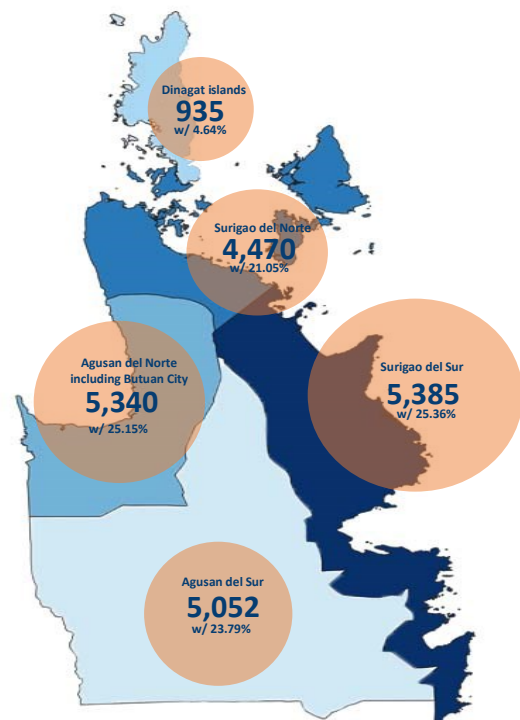 Dinagat islands
935
w/ 4.64%
Surigao del Norte
4,470
w/ 21.05%
Agusan del Norte
including Butuan City
5,340
w/ 25.15%
Surigao del Sur
5,385
w/ 25.36%
Agusan del Sur
5,052
w/ 23.79%